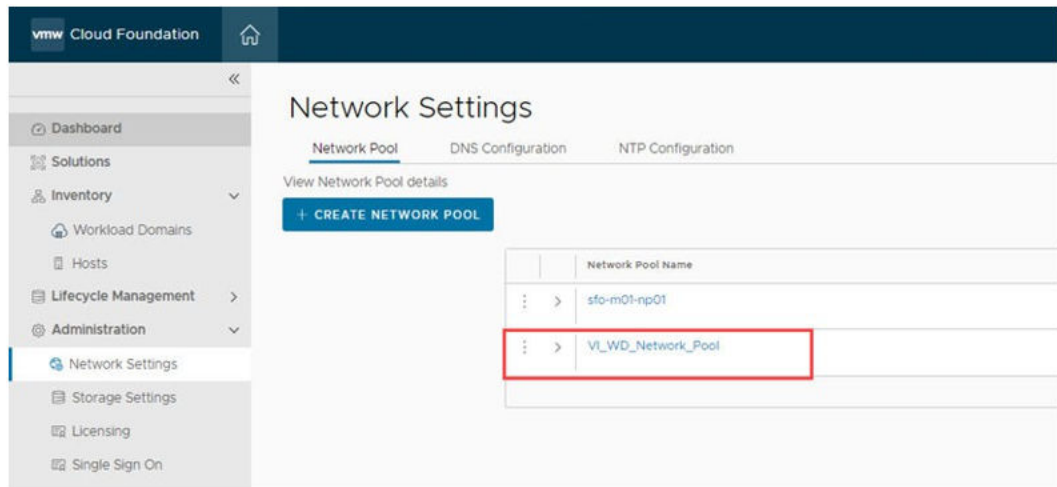 vmw Cloud Foundation
Network Settings
Dashboard
Network Pool DNS Configuration NTP Configuration
Solutions
View Network Pool details
Inventory
+ CREATE NETWORK POOL
Workload Domains
Hosts
Network Pool Name
Lifecycle Management
sfo-m01-np01
Administration
VI_WD_Network_Pool
Network Settings
Storage Settings
Licensing
Single Sign On